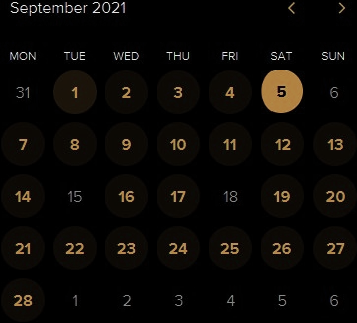 September 2021
MON TUE WED THU FRI SAT SUN
31 1 2 3 4 5 6
7 8 9 10 11 12 13
14 15 16 17 18 19 20
21 22 23 24 25 26 27
28 1 2 3 4 5 6